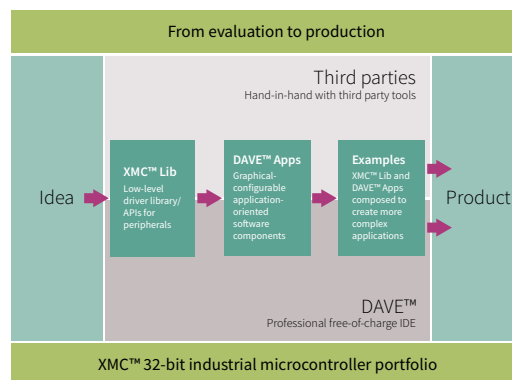 From evaluation to production
Third parties
Hand-in-hand with third party tools
Idea
XMC™ Lib
Low-level
driver library/
APIs for
peripherals
DAVE™ Apps
Graphical-
configurable
application-
oriented
software
components
Examples
XMC™ Lib and
DAVE™ Apps
composed to
create more
complex
applications
Product
DAVE™
Professional free-of-charge IDE
XMC™ 32-bit industrial microcontroller portfolio